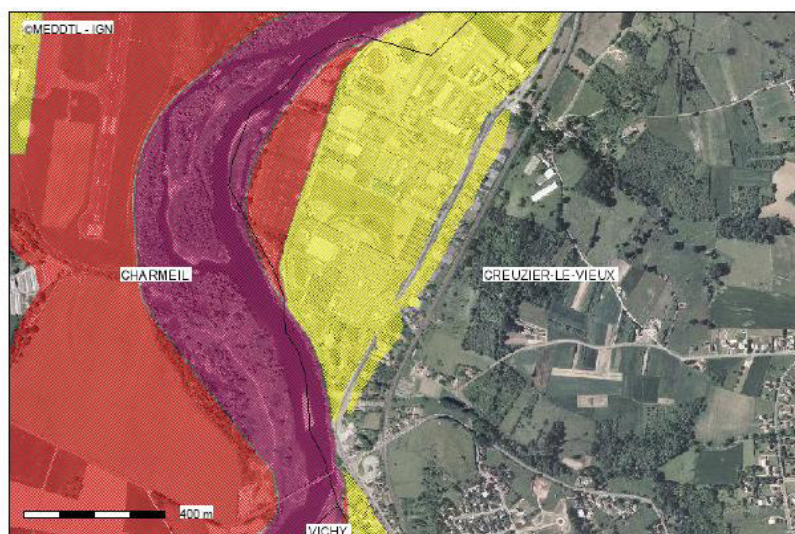 ©MEDDTL - IGN
CHARMEIL
CREUZIER-LE-VIEUX
400 m
VICHY